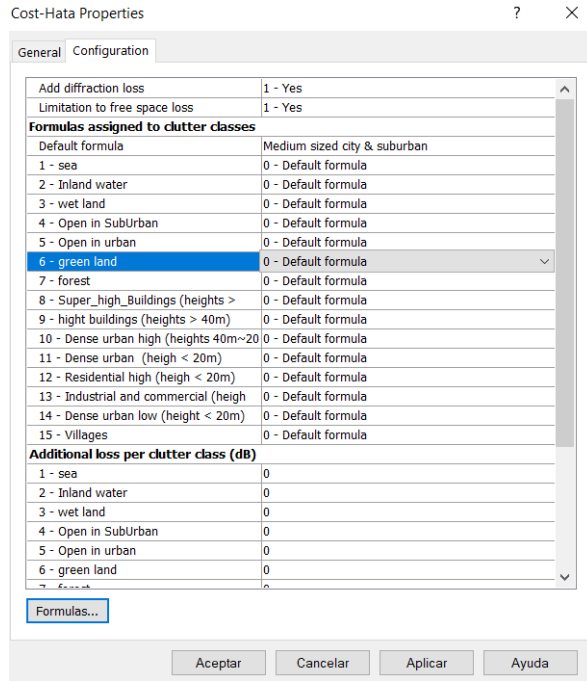 Cost-Hata Properties ? ×
General Configuration
Add diffraction loss 1 - Yes
Limitation to free space loss 1 - Yes
Formulas assigned to clutter classes
Default formula Medium sized city & suburban
1 - sea 0 - Default formula
2 - Inland water 0 - Default formula
3 - wet land 0 - Default formula
4 - Open in SubUrban 0 - Default formula
5 - Open in urban 0 - Default formula
6 - green land 0 - Default formula
7 - forest 0 - Default formula
8 - Super_high_Buildings (heights > 0 - Default formula
9 - hight buildings (heights > 40m) 0 - Default formula
10 - Dense urban high (heights 40m~20 0 - Default formula
11 - Dense urban (heigh < 20m) 0 - Default formula
12 - Residential high (heigh < 20m) 0 - Default formula
13 - Industrial and commercial (heigh 0 - Default formula
14 - Dense urban low (height < 20m) 0 - Default formula
15 - Villages 0 - Default formula
Additional loss per clutter class (dB)
1 - sea 0
2 - Inland water 0
3 - wet land 0
4 - Open in SubUrban 0
5 - Open in urban 0
6 - green land 0
Formulas...
Aceptar Cancelar Aplicar Ayuda